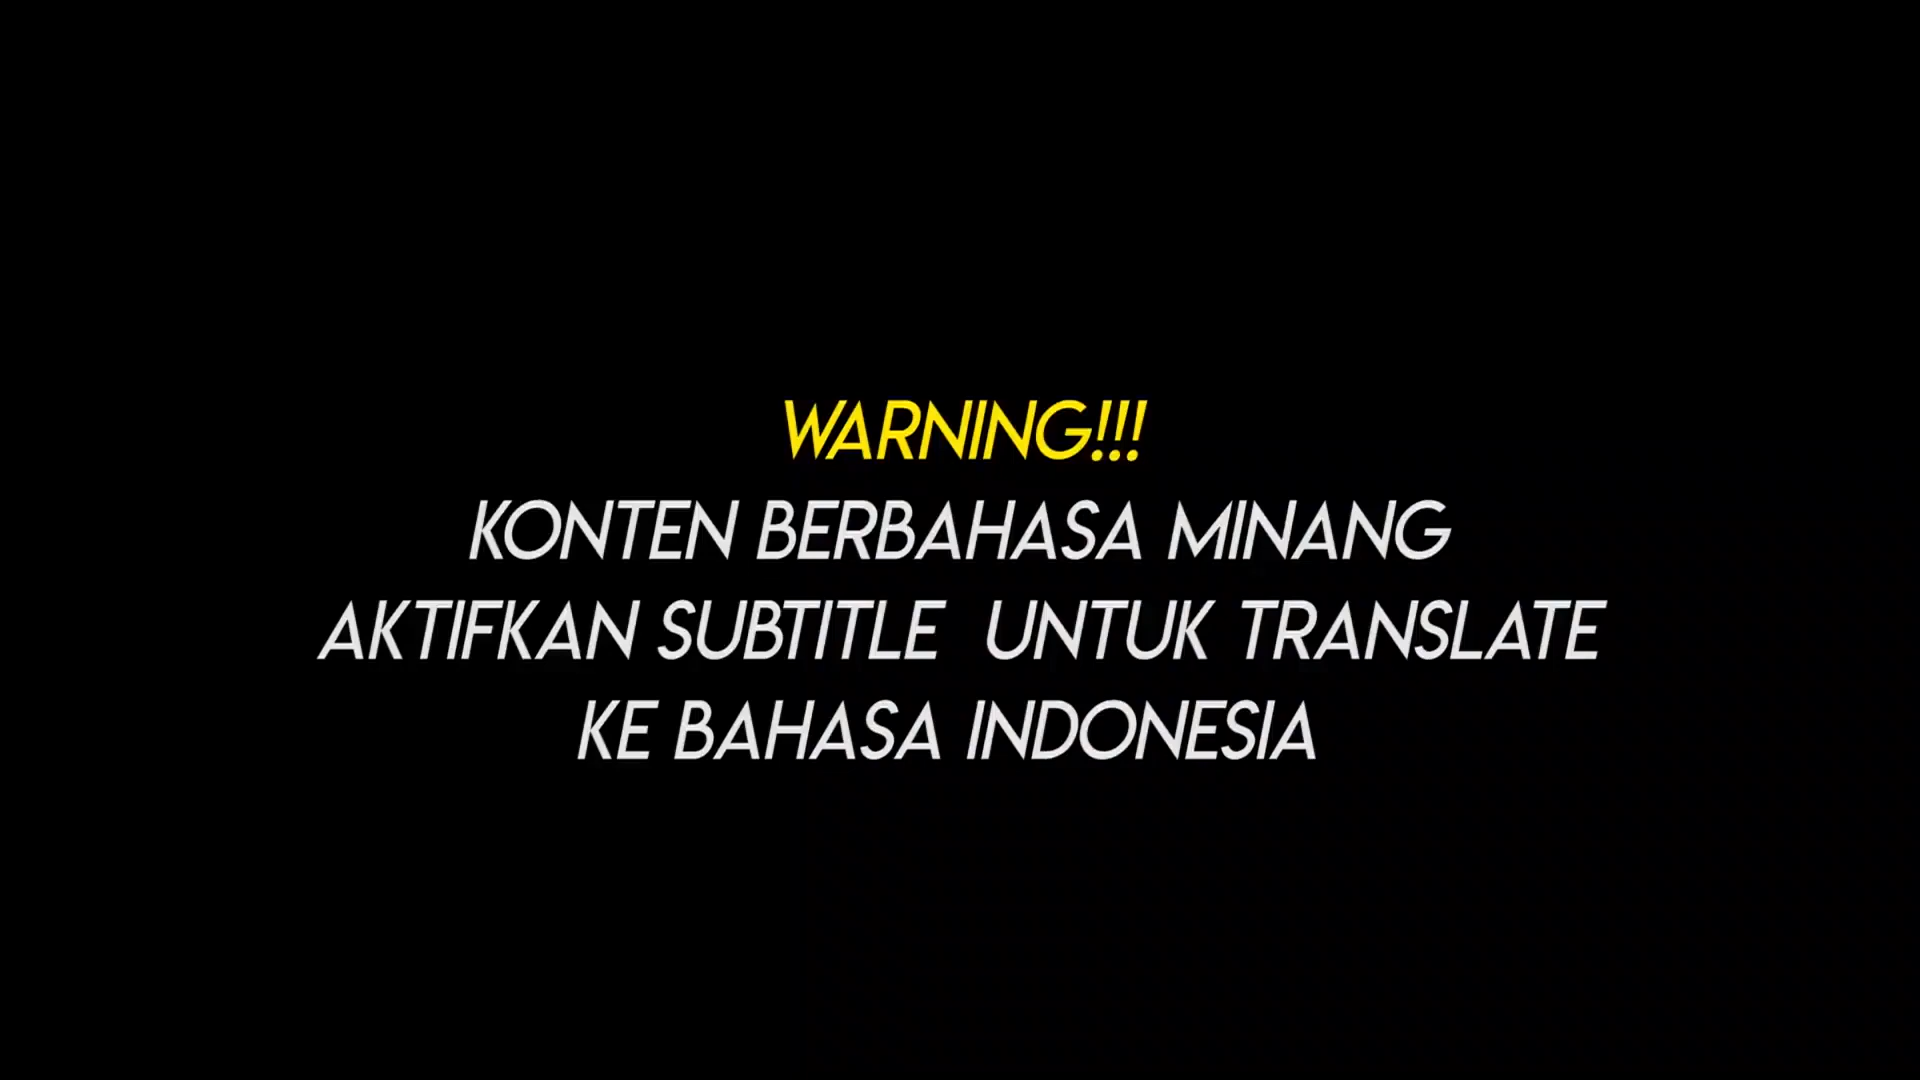 WARNING!!!
KONTEN BERBAHASA MINANG
AKTIFKAN SUBTITLE UNTUK TRANSLATE
KE BAHASA INDONESIA